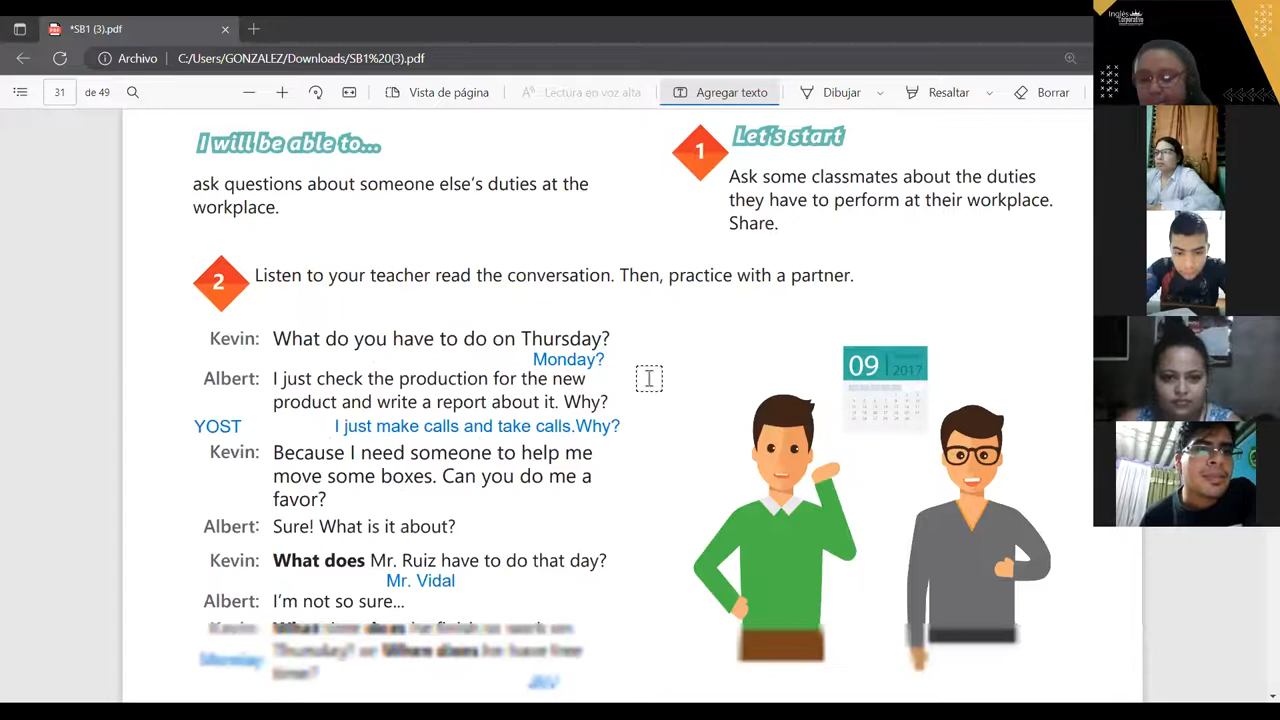 *SB1 (3).pdf
Inglés
Corporativo
Archivo
C:/Users/GONZALEZ/Downloads/SB1%20(3).pdf
31 de 49
Vista de página
Lectura en voz alta
Agregar texto
Dibujar
Resaltar
Borrar
I will be able to...
ask questions about someone else's duties at the
workplace.
1
Let's start
Ask some classmates about the duties
they have to perform at their workplace.
Share.
2
Listen to your teacher read the conversation. Then, practice with a partner.
Kevin: What do you have to do on Thursday?
Monday?
Albert: I just check the production for the new
product and write a report about it. Why?
YOST I just make calls and take calls.Why?
Kevin: Because I need someone to help me
move some boxes. Can you do me a
favor?
Albert: Sure! What is it about?
Kevin: What does Mr. Ruiz have to do that day?
Mr. Vidal
Albert: I'm not so sure...
Monday
09 2017